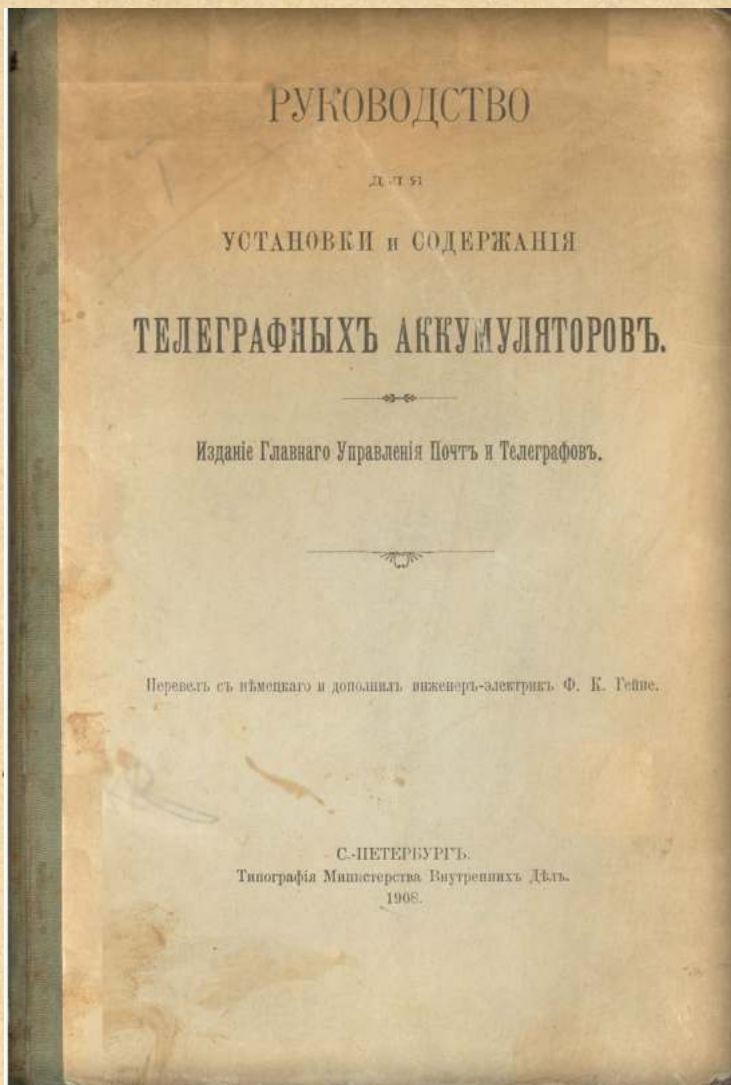 РУКОВОДСТВО
для
УСТАНОВКИ и СОДЕРЖАНІЯ
ТЕЛЕГРАФНЫХЪ АККУМУЛЯТОРОВЪ.
Изданіе Главнаго Управленія Почтъ и Телеграфовъ.
Перевелъ съ нѣмецкаго и дополнилъ инженеръ-электрикъ Ф. К. Гейне.
С.-ПЕТЕРБУРГЪ.
Типографія Министерства Внутреннихъ Дѣлъ.
1908.